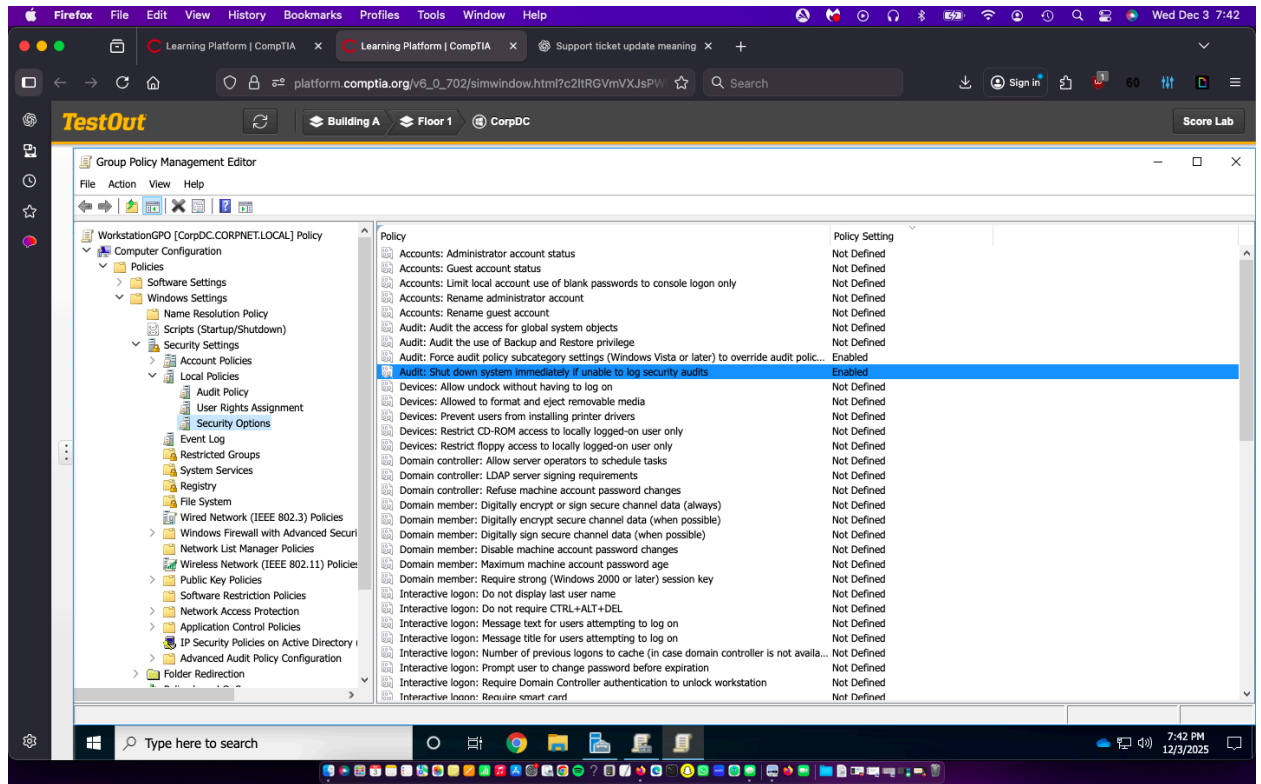 Firefox File Edit View History Bookmarks Profiles Tools Window Help Wed Dec 3 7:42
Learning Platform | CompTIA Learning Platform | CompTIA Support ticket update meaning
platform.comptia.org/v6_0_702/simwindow.html?c2ltRGVmVXJsPW Search Sign in 1 60
TestOut Building A Floor 1 CorpDC Score Lab
Group Policy Management Editor
File Action View Help
WorkstationGPO [CorpDC.CORPNET.LOCAL] Policy
Computer Configuration
Policies
Software Settings
Windows Settings
Name Resolution Policy
Scripts (Startup/Shutdown)
Security Settings
Account Policies
Local Policies
Audit Policy
User Rights Assignment
Security Options
Event Log
Restricted Groups
System Services
Registry
File System
Wired Network (IEEE 802.3) Policies
Windows Firewall with Advanced Securi
Network List Manager Policies
Wireless Network (IEEE 802.11) Policies
Public Key Policies
Software Restriction Policies
Network Access Protection
Application Control Policies
IP Security Policies on Active Directory
Advanced Audit Policy Configuration
Folder Redirection
Policy Policy Setting
Accounts: Administrator account status Not Defined
Accounts: Guest account status Not Defined
Accounts: Limit local account use of blank passwords to console logon only Not Defined
Accounts: Rename administrator account Not Defined
Accounts: Rename guest account Not Defined
Audit: Audit the access for global system objects Not Defined
Audit: Audit the use of Backup and Restore privilege Not Defined
Audit: Force audit policy subcategory settings (Windows Vista or later) to override audit polic... Enabled
Audit: Shut down system immediately if unable to log security audits Enabled
Devices: Allow undock without having to log on Not Defined
Devices: Allowed to format and eject removable media Not Defined
Devices: Prevent users from installing printer drivers Not Defined
Devices: Restrict CD-ROM access to locally logged-on user only Not Defined
Devices: Restrict floppy access to locally logged-on user only Not Defined
Domain controller: Allow server operators to schedule tasks Not Defined
Domain controller: LDAP server signing requirements Not Defined
Domain controller: Refuse machine account password changes Not Defined
Domain member: Digitally encrypt or sign secure channel data (always) Not Defined
Domain member: Digitally encrypt secure channel data (when possible) Not Defined
Domain member: Digitally sign secure channel data (when possible) Not Defined
Domain member: Disable machine account password changes Not Defined
Domain member: Maximum machine account password age Not Defined
Domain member: Require strong (Windows 2000 or later) session key Not Defined
Interactive logon: Do not display last user name Not Defined
Interactive logon: Do not require CTRL+ALT+DEL Not Defined
Interactive logon: Message text for users attempting to log on Not Defined
Interactive logon: Message title for users attempting to log on Not Defined
Interactive logon: Number of previous logons to cache (in case domain controller is not availa... Not Defined
Interactive logon: Prompt user to change password before expiration Not Defined
Interactive logon: Require Domain Controller authentication to unlock workstation Not Defined
Interactive logon: Require smart card Not Defined
Type here to search 7:42 PM
12/3/2025